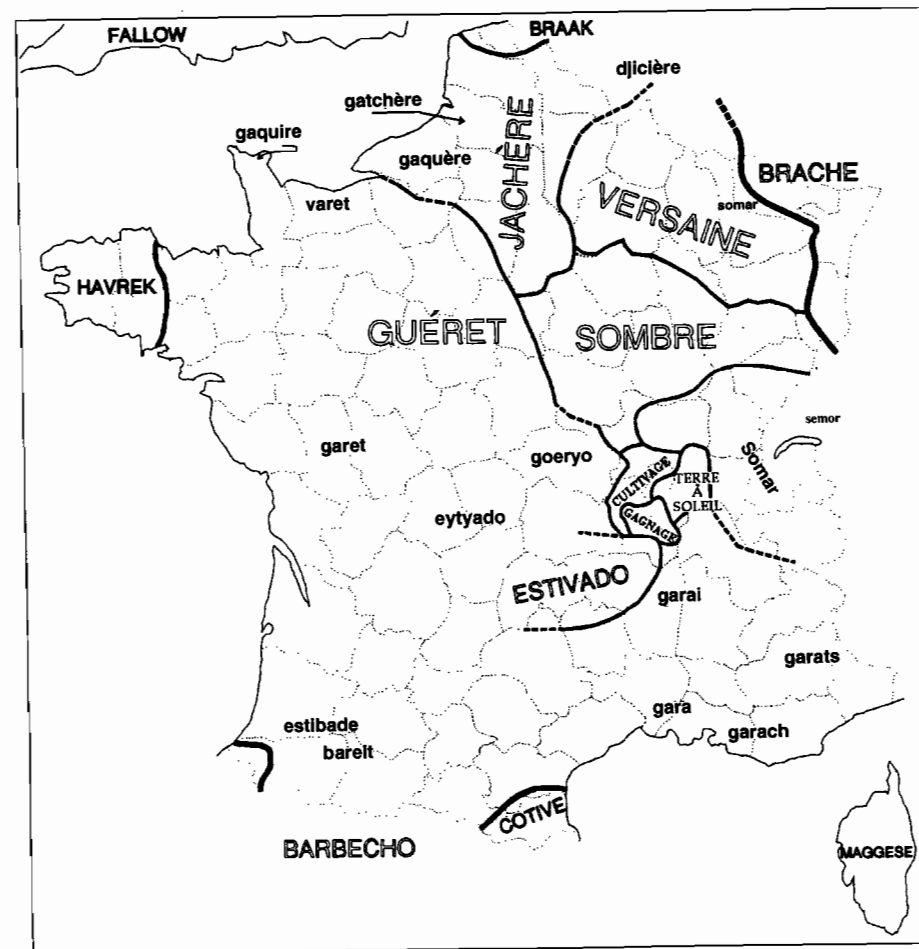 FALLOW
BRAAK
djicière
gatchère
gaquire
gaquère
JACHÈRE
BRACHE
varet
somar
VERSAINE
HAVREK
GUÉRET
SOMBRE
semor
garet
goeryo
Somar
CULTIVAGE
TERRE
À
SOLEIL
eytyado
GAGNAGE
ESTIVADO
garai
garats
gara
estibade
garach
barelt
COTIVE
BARBECHO
MAGGESE